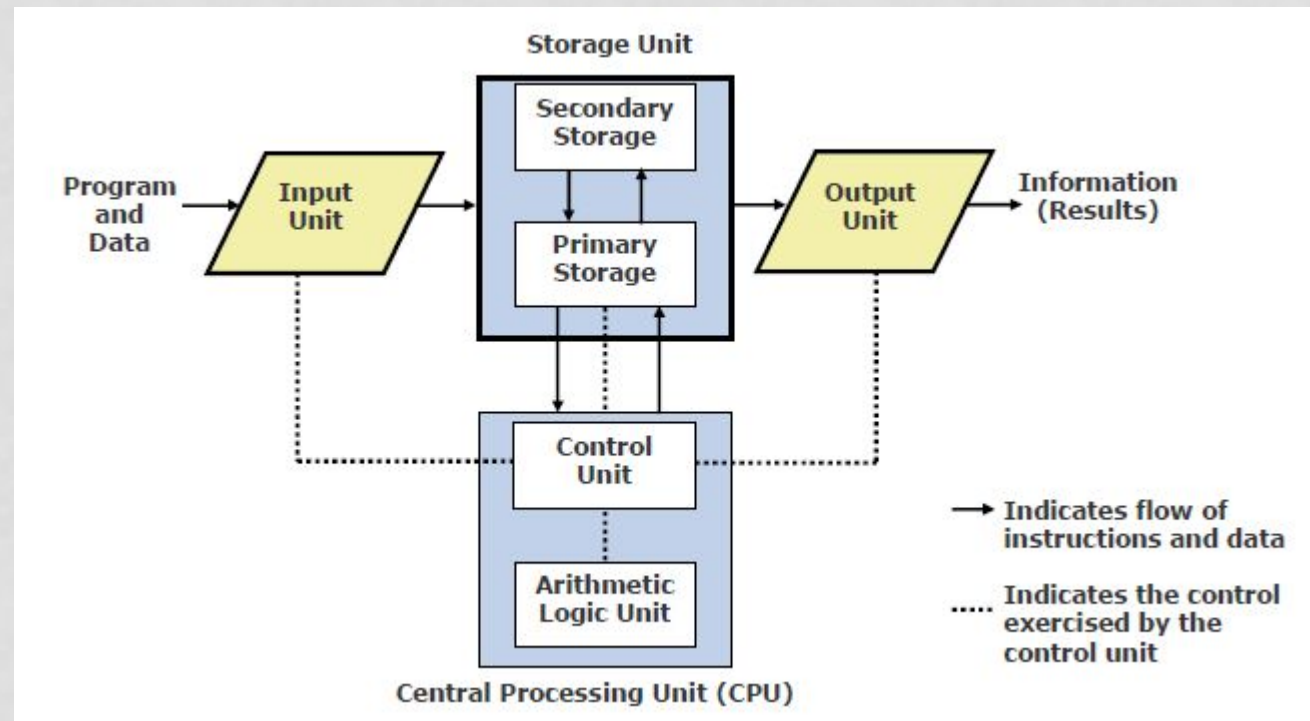 Storage Unit
Secondary
Storage
Program
and
Data
Input
Unit
Output
Unit
Information
(Results)
Primary
Storage
Control
Unit
Indicates flow of
instructions and data
Arithmetic
Logic Unit
Indicates the control
exercised by the
control unit
Central Processing Unit (CPU)